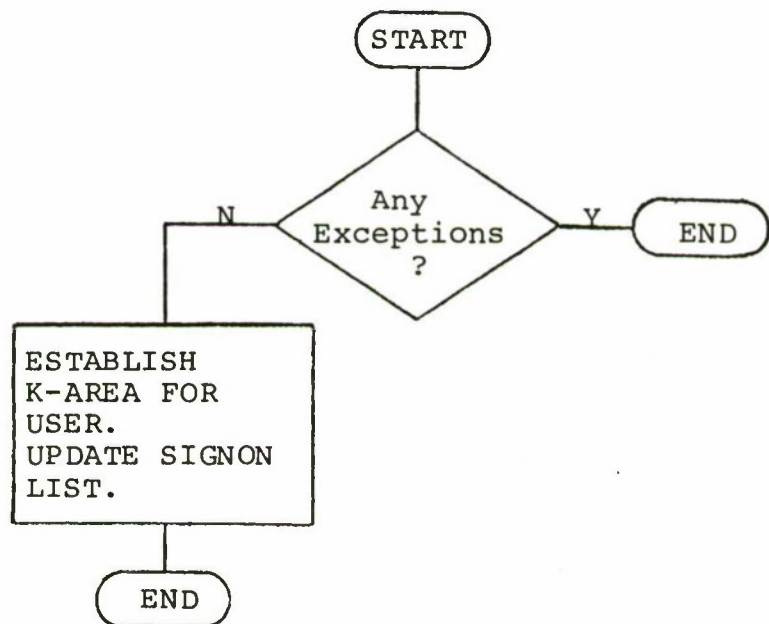 START
Any
Exceptions
?
N
Y
END
ESTABLISH
K-AREA FOR
USER.
UPDATE SIGNON
LIST.
END